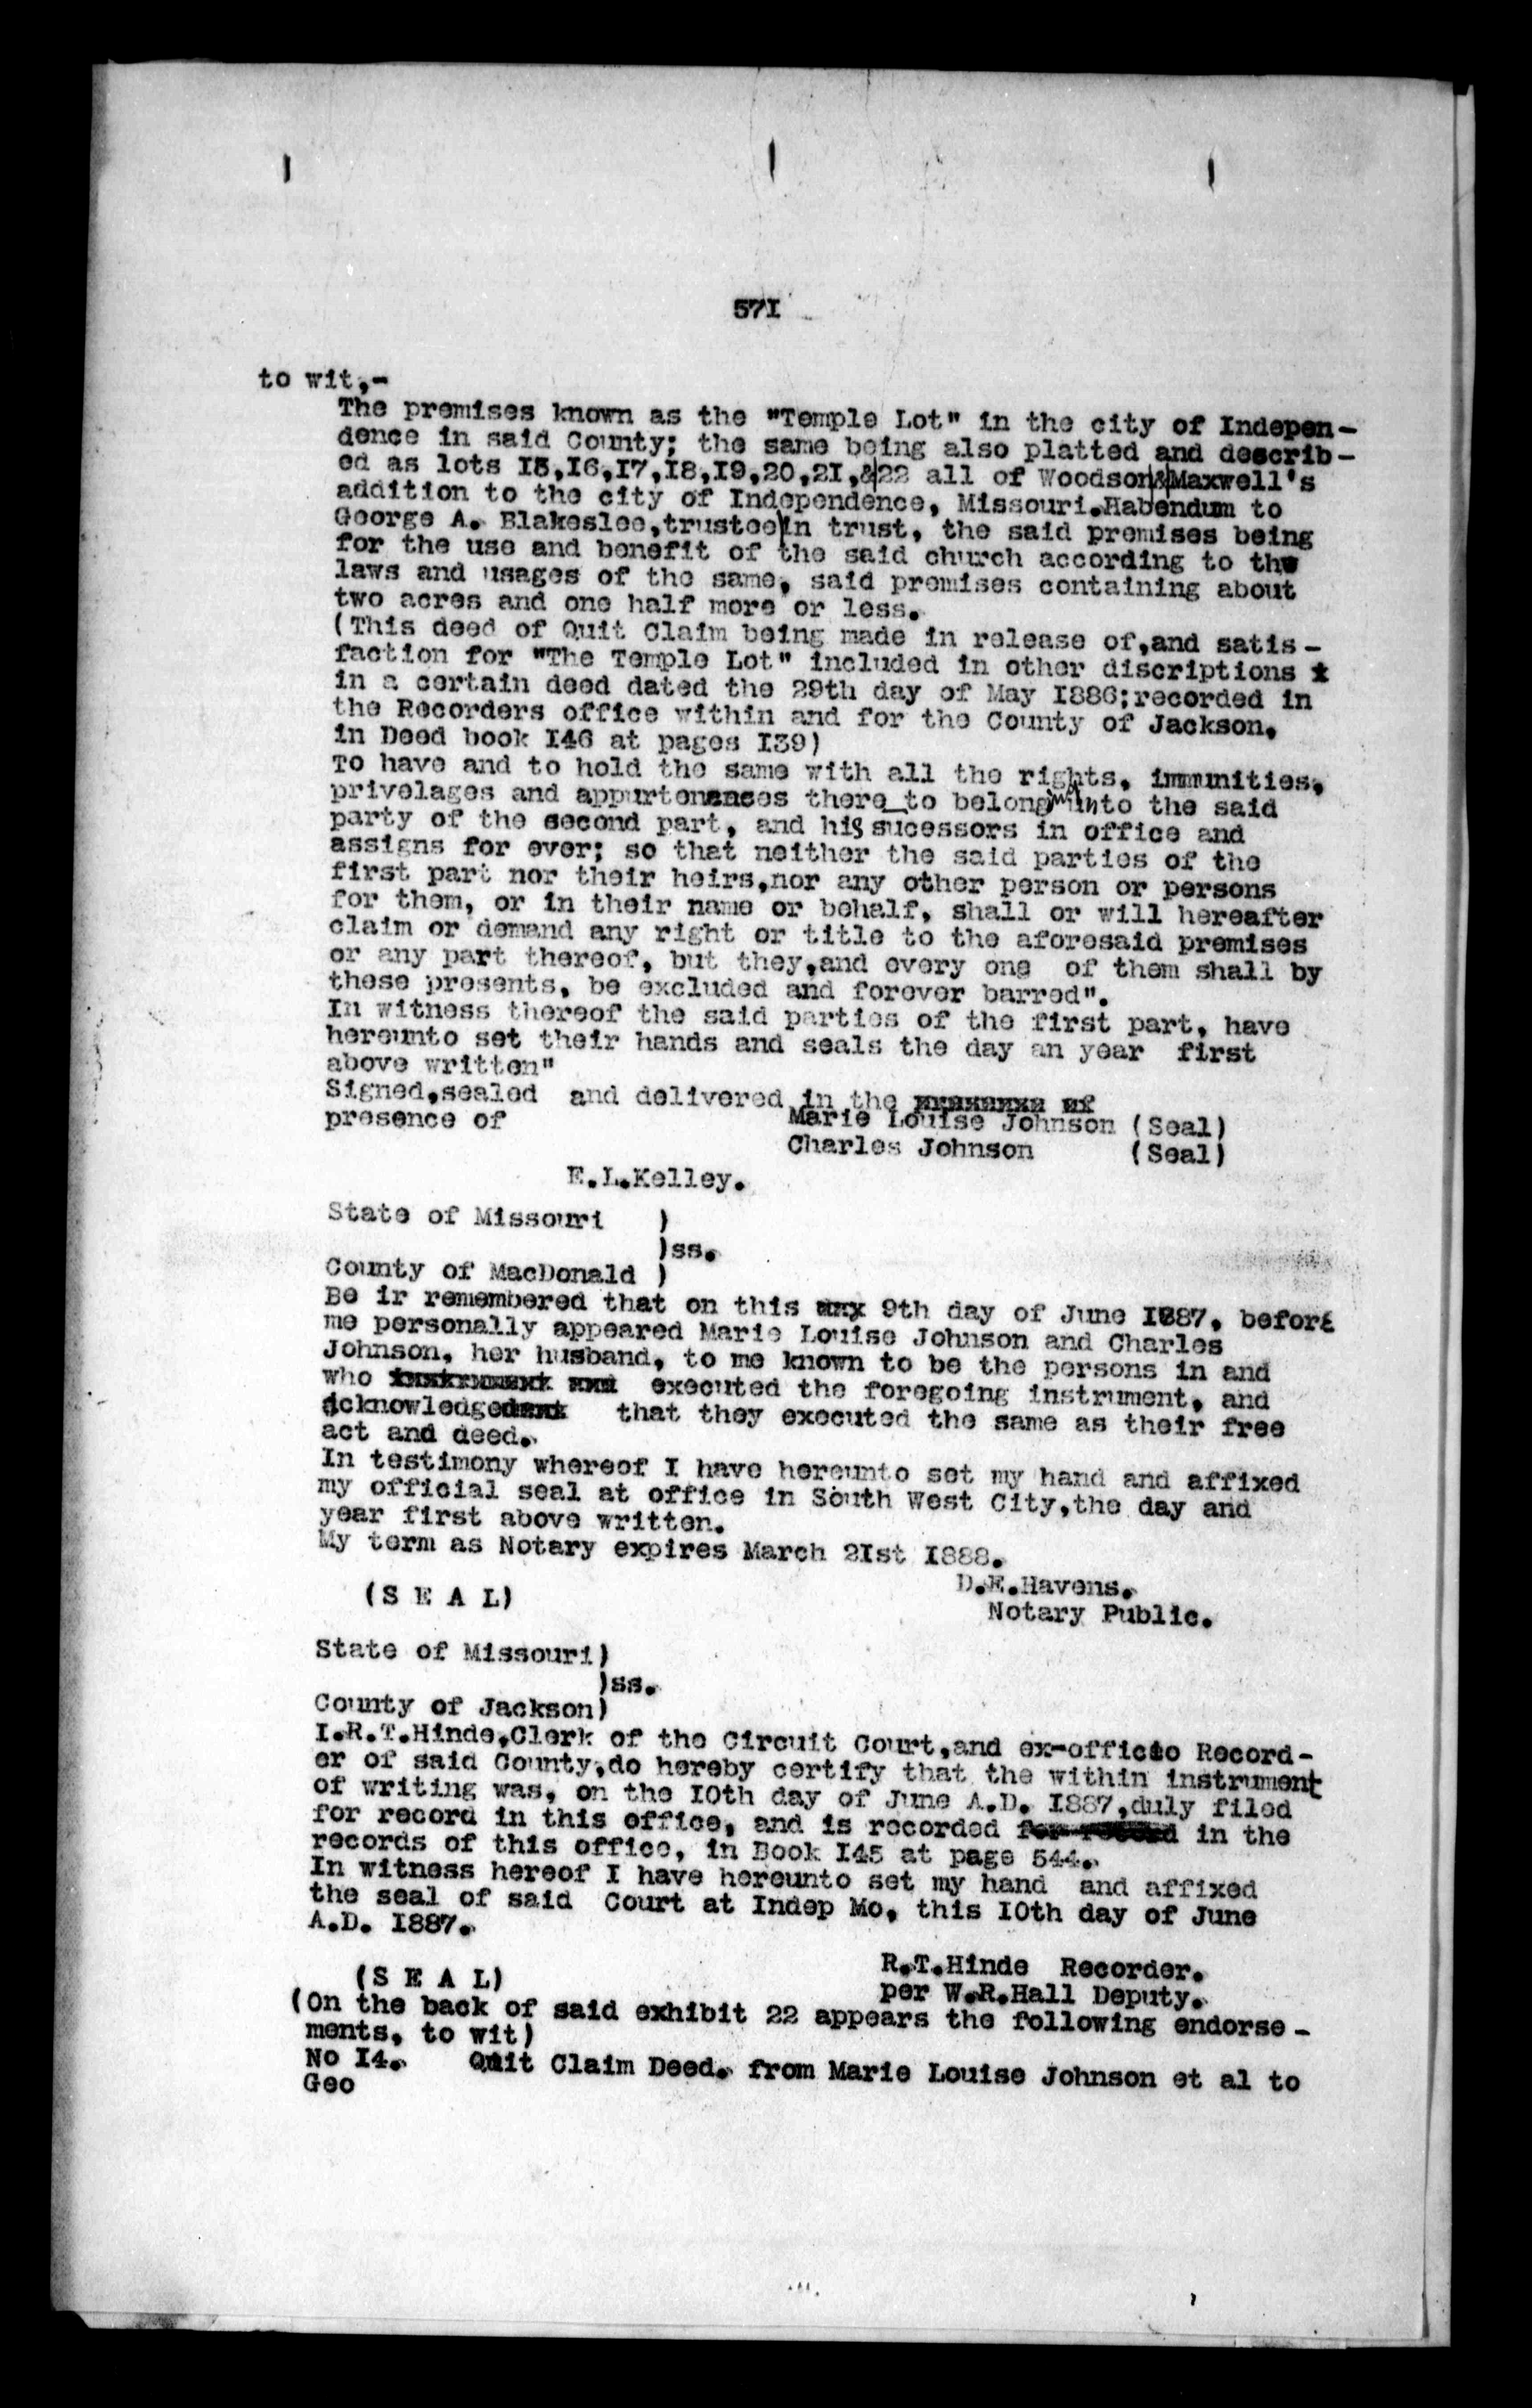 571
to wit,-
The premises known as the "Temple Lot" in the city of Indepen-
dence in said County; the same being also platted and describ-
ed as lots I5,I6,I7,I8,I9,20,2I,&22 all of Woodson&Maxwell's
addition to the city of Independence, Missouri.Habendum to
George A. Blakeslee,trustee in trust, the said premises being
for the use and benefit of the said church according to the
laws and usages of the same, said premises containing about
two acres and one half more or less.
(This deed of Quit Claim being made in release of,and satis-
faction for "The Temple Lot" included in other discriptions
in a certain deed dated the 29th day of May I886;recorded in
the Recorders office within and for the County of Jackson,
in Deed book I46 at pages I39)
To have and to hold the same with all the rights, immunities,
privelages and appurtenances there_to belonging unto the said
party of the second part, and his sucessors in office and
assigns for ever; so that neither the said parties of the
first part nor their heirs,nor any other person or persons
for them, or in their name or behalf, shall or will hereafter
claim or demand any right or title to the aforesaid premises
or any part thereof, but they,and every one of them shall by
these presents, be excluded and forever barred".
In witness thereof the said parties of the first part, have
hereunto set their hands and seals the day an year first
above written"
Signed,sealed and delivered in the
presence of Marie Louise Johnson (Seal)
Charles Johnson (Seal)
E.L.Kelley.
State of Missouri )
)ss.
County of MacDonald )
Be ir remembered that on this 9th day of June I887, before
me personally appeared Marie Louise Johnson and Charles
Johnson, her husband, to me known to be the persons in and
who executed the foregoing instrument, and
acknowledged that they executed the same as their free
act and deed.
In testimony whereof I have hereunto set my hand and affixed
my official seal at office in South West City,the day and
year first above written.
My term as Notary expires March 2Ist I888.
D.E.Havens.
(S E A L)
Notary Public.
State of Missouri)
)ss.
County of Jackson)
I.R.T.Hinde,Clerk of the Circuit Court,and ex-officio Record-
er of said County,do hereby certify that the within instrument
of writing was, on the I0th day of June A.D. I887,duly filed
for record in this office, and is recorded in the
records of this office, in Book I45 at page 544.
In witness hereof I have hereunto set my hand and affixed
the seal of said Court at Indep Mo, this I0th day of June
A.D. I887.
R.T.Hinde Recorder.
(S E A L)
per W.R.Hall Deputy.
(On the back of said exhibit 22 appears the following endorse-
ments, to wit)
No I4. Quit Claim Deed. from Marie Louise Johnson et al to
Geo